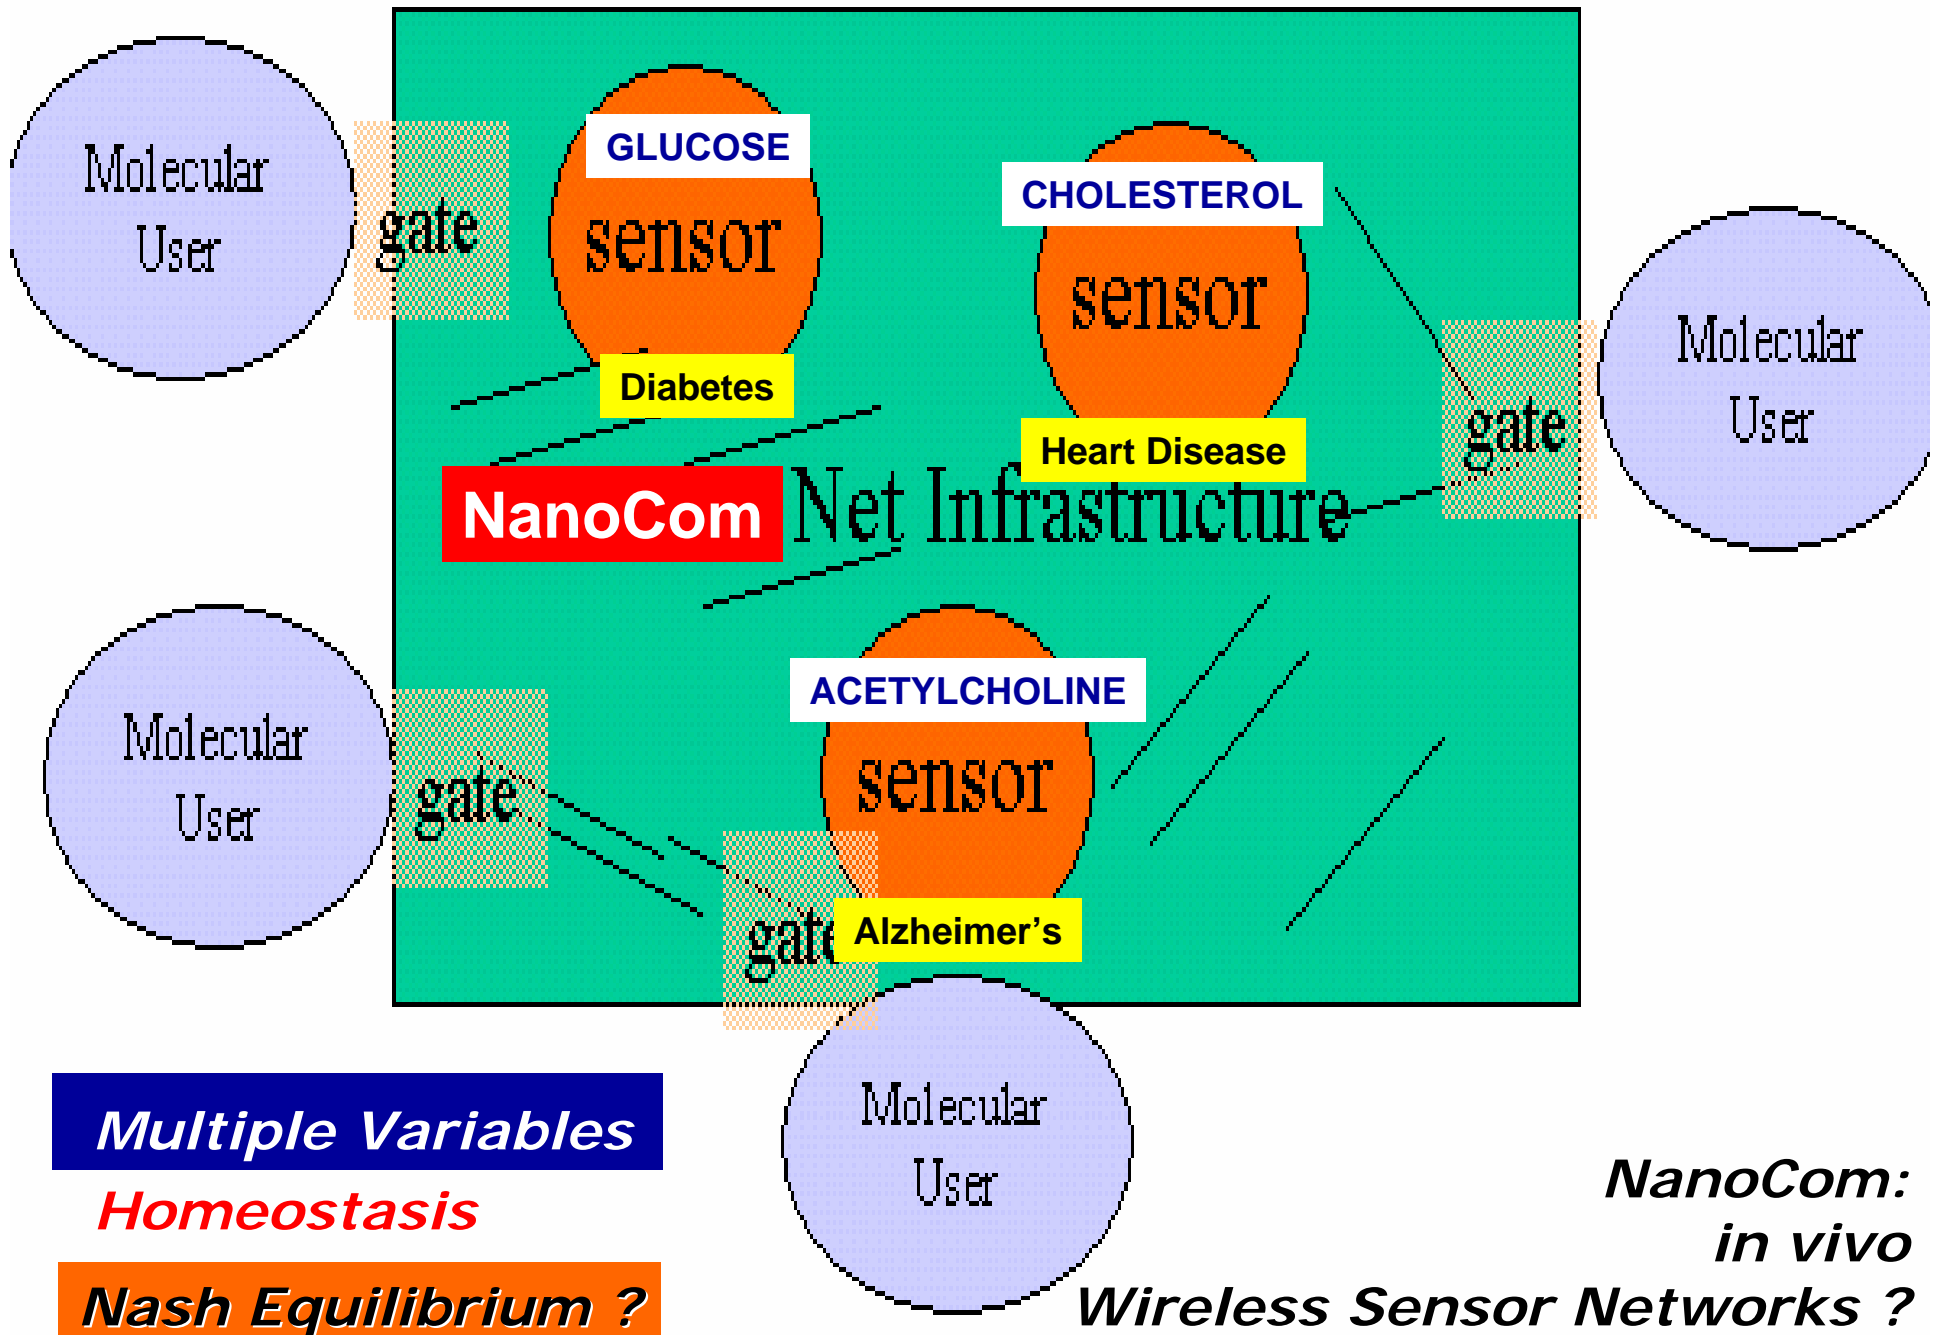 Molecular
User
gate
GLUCOSE
sensor
Diabetes
CHOLESTEROL
sensor
Heart Disease
gate
Molecular
User
NanoCom Net Infrastructure
Molecular
User
gate
ACETYLCHOLINE
sensor
gate
Alzheimer's
Molecular
User
Multiple Variables
Homeostasis
Nash Equilibrium ?
NanoCom:
in vivo
Wireless Sensor Networks ?